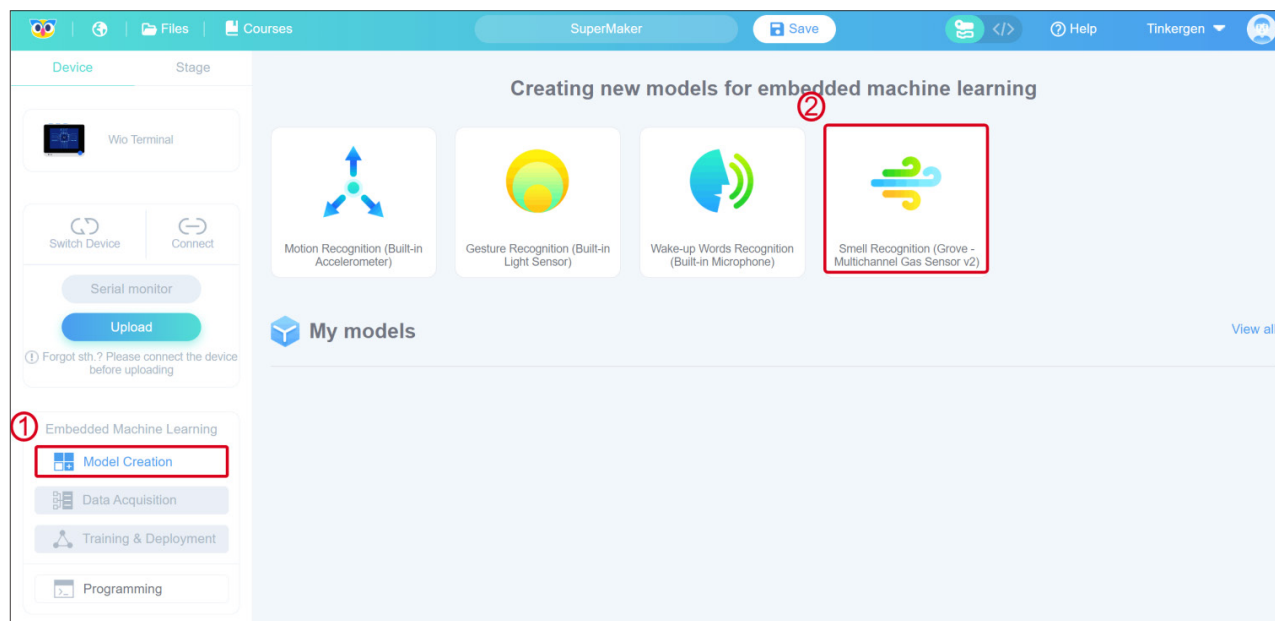 Files
Courses
SuperMaker
Save
</>
Help
Tinkergen
Device
Stage
Wio Terminal
Switch Device
Connect
Serial monitor
Upload
Forgot sth.? Please connect the device
before uploading
1
Embedded Machine Learning
Model Creation
Data Acquisition
Training & Deployment
Programming
Creating new models for embedded machine learning
2
Motion Recognition (Built-in
Accelerometer)
Gesture Recognition (Built-in
Light Sensor)
Wake-up Words Recognition
(Built-in Microphone)
Smell Recognition (Grove -
Multichannel Gas Sensor v2)
My models
View all